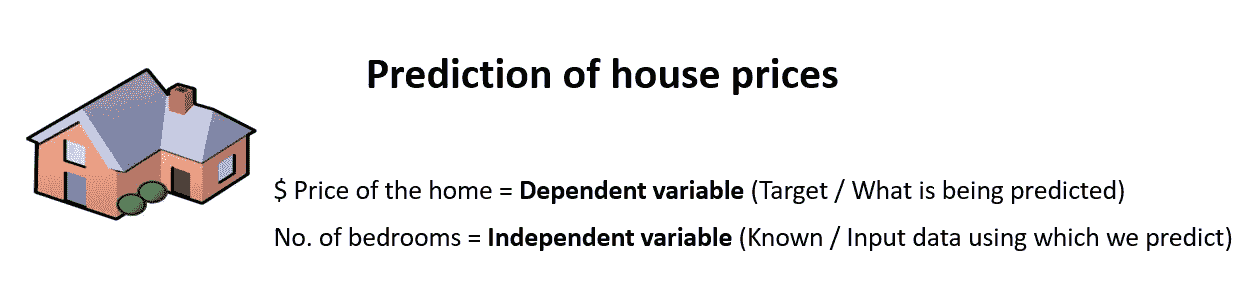 Prediction of house prices
$ Price of the home = Dependent variable (Target / What is being predicted)
No. of bedrooms = Independent variable (Known / Input data using which we predict)